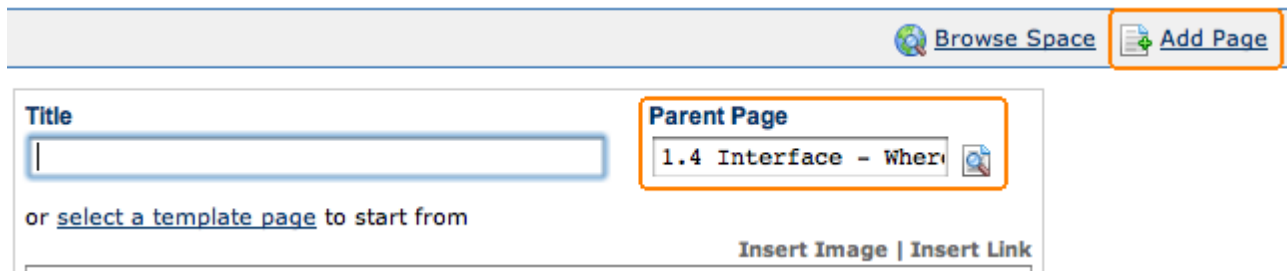 Browse Space Add Page
Title Parent Page
1.4 Interface - Where
or select a template page to start from
Insert Image | Insert Link